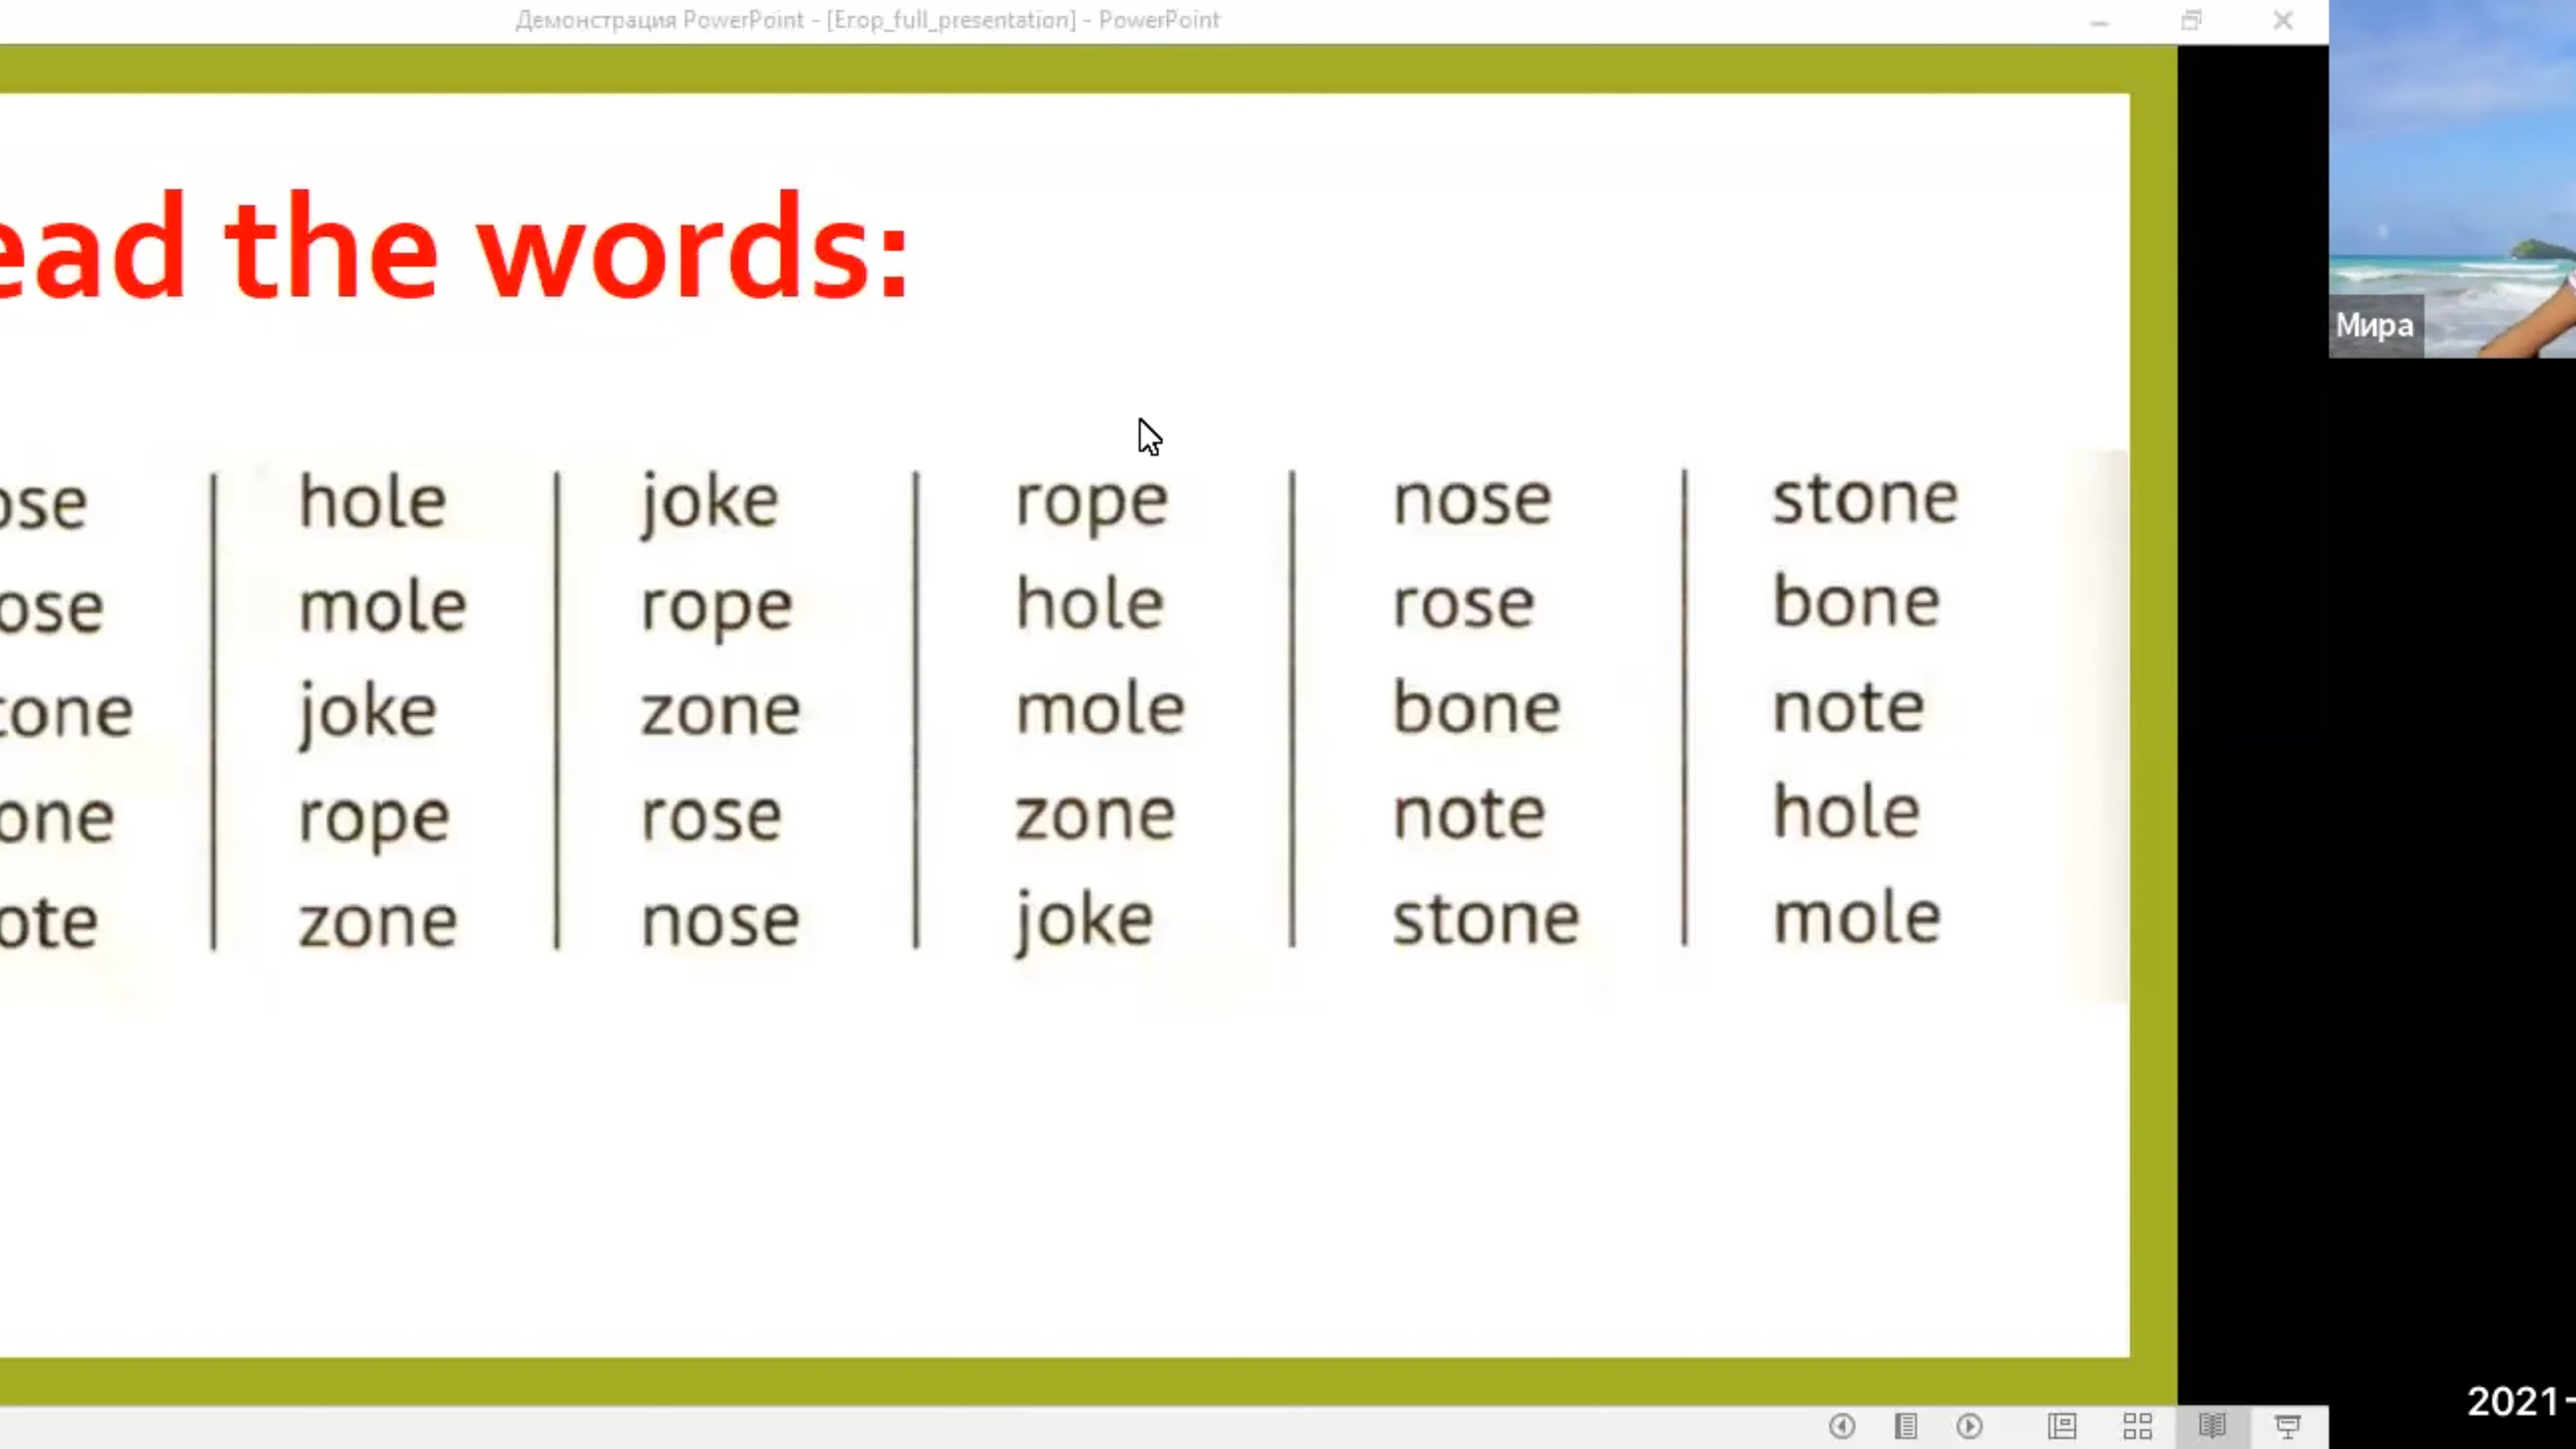 Демонстрация PowerPoint - [Егор_full_presentation] - PowerPoint
the words:
hole joke rope nose stone
mole rope hole rose bone
joke zone mole bone note
rope rose zone note hole
zone nose joke stone mole
Мира
2021-